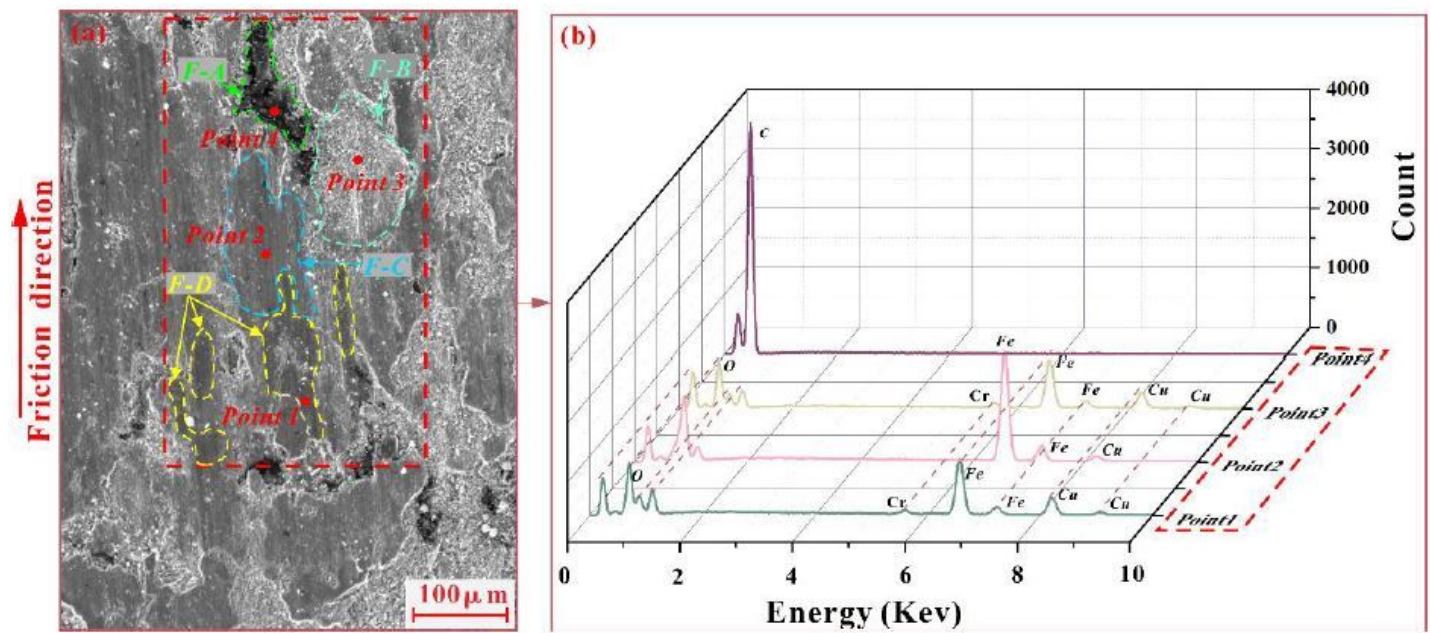 (a)
F-A
F-B
Point 4
Point 3
Point 2
F-C
F-D
Point 1
Friction direction
100μm
(b)
4000
3000
2000
1000
0
Count
C
Fe
O
Fe
Cr
Fe
Cu
Cu
Fe
Cu
O
Fe
Cr
Fe
Cu
Cu
Point4
Point3
Point2
Point1
0 2 4 6 8 10
Energy (Kev)